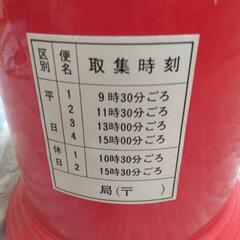 区別 便名 取集時刻
平日 1 9時30分ごろ
2 11時30分ごろ
3 13時00分ごろ
4 15時00分ごろ
休日 1 10時30分ごろ
2 15時30分ごろ
局(〒 )